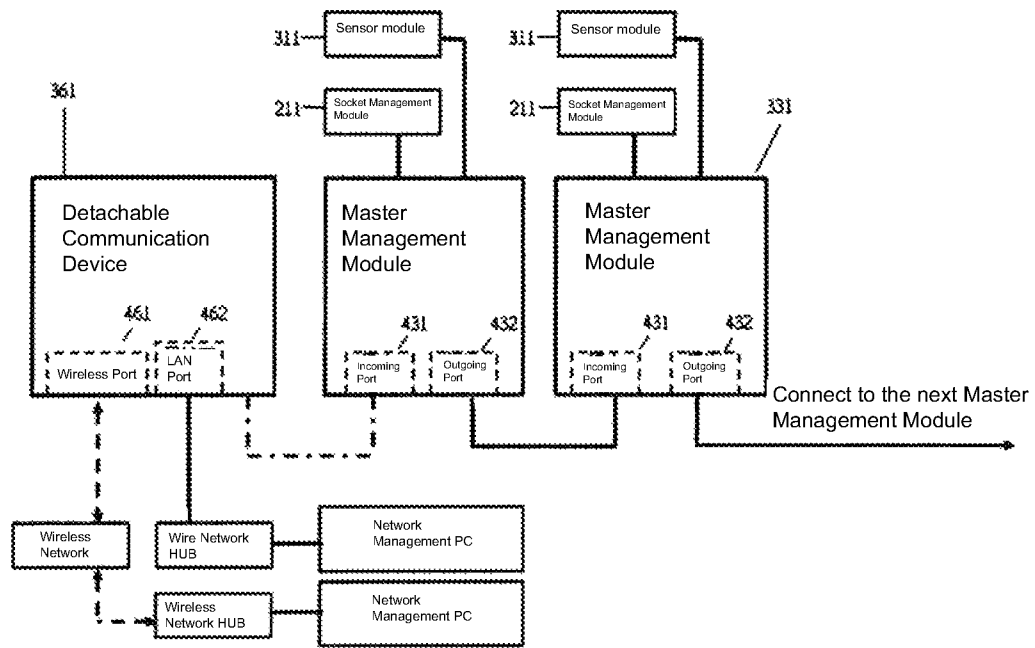 311
Sensor module
311
Sensor module
361
211
Socket Management
Module
211
Socket Management
Module
331
Detachable
Communication
Device
Master
Management
Module
Master
Management
Module
461
462
431
432
431
432
Wireless Port
LAN
Port
Incoming
Port
Outgoing
Port
Incoming
Port
Outgoing
Port
Connect to the next Master
Management Module
Wireless
Network
Wire Network
HUB
Network
Management PC
Wireless
Network HUB
Network
Management PC